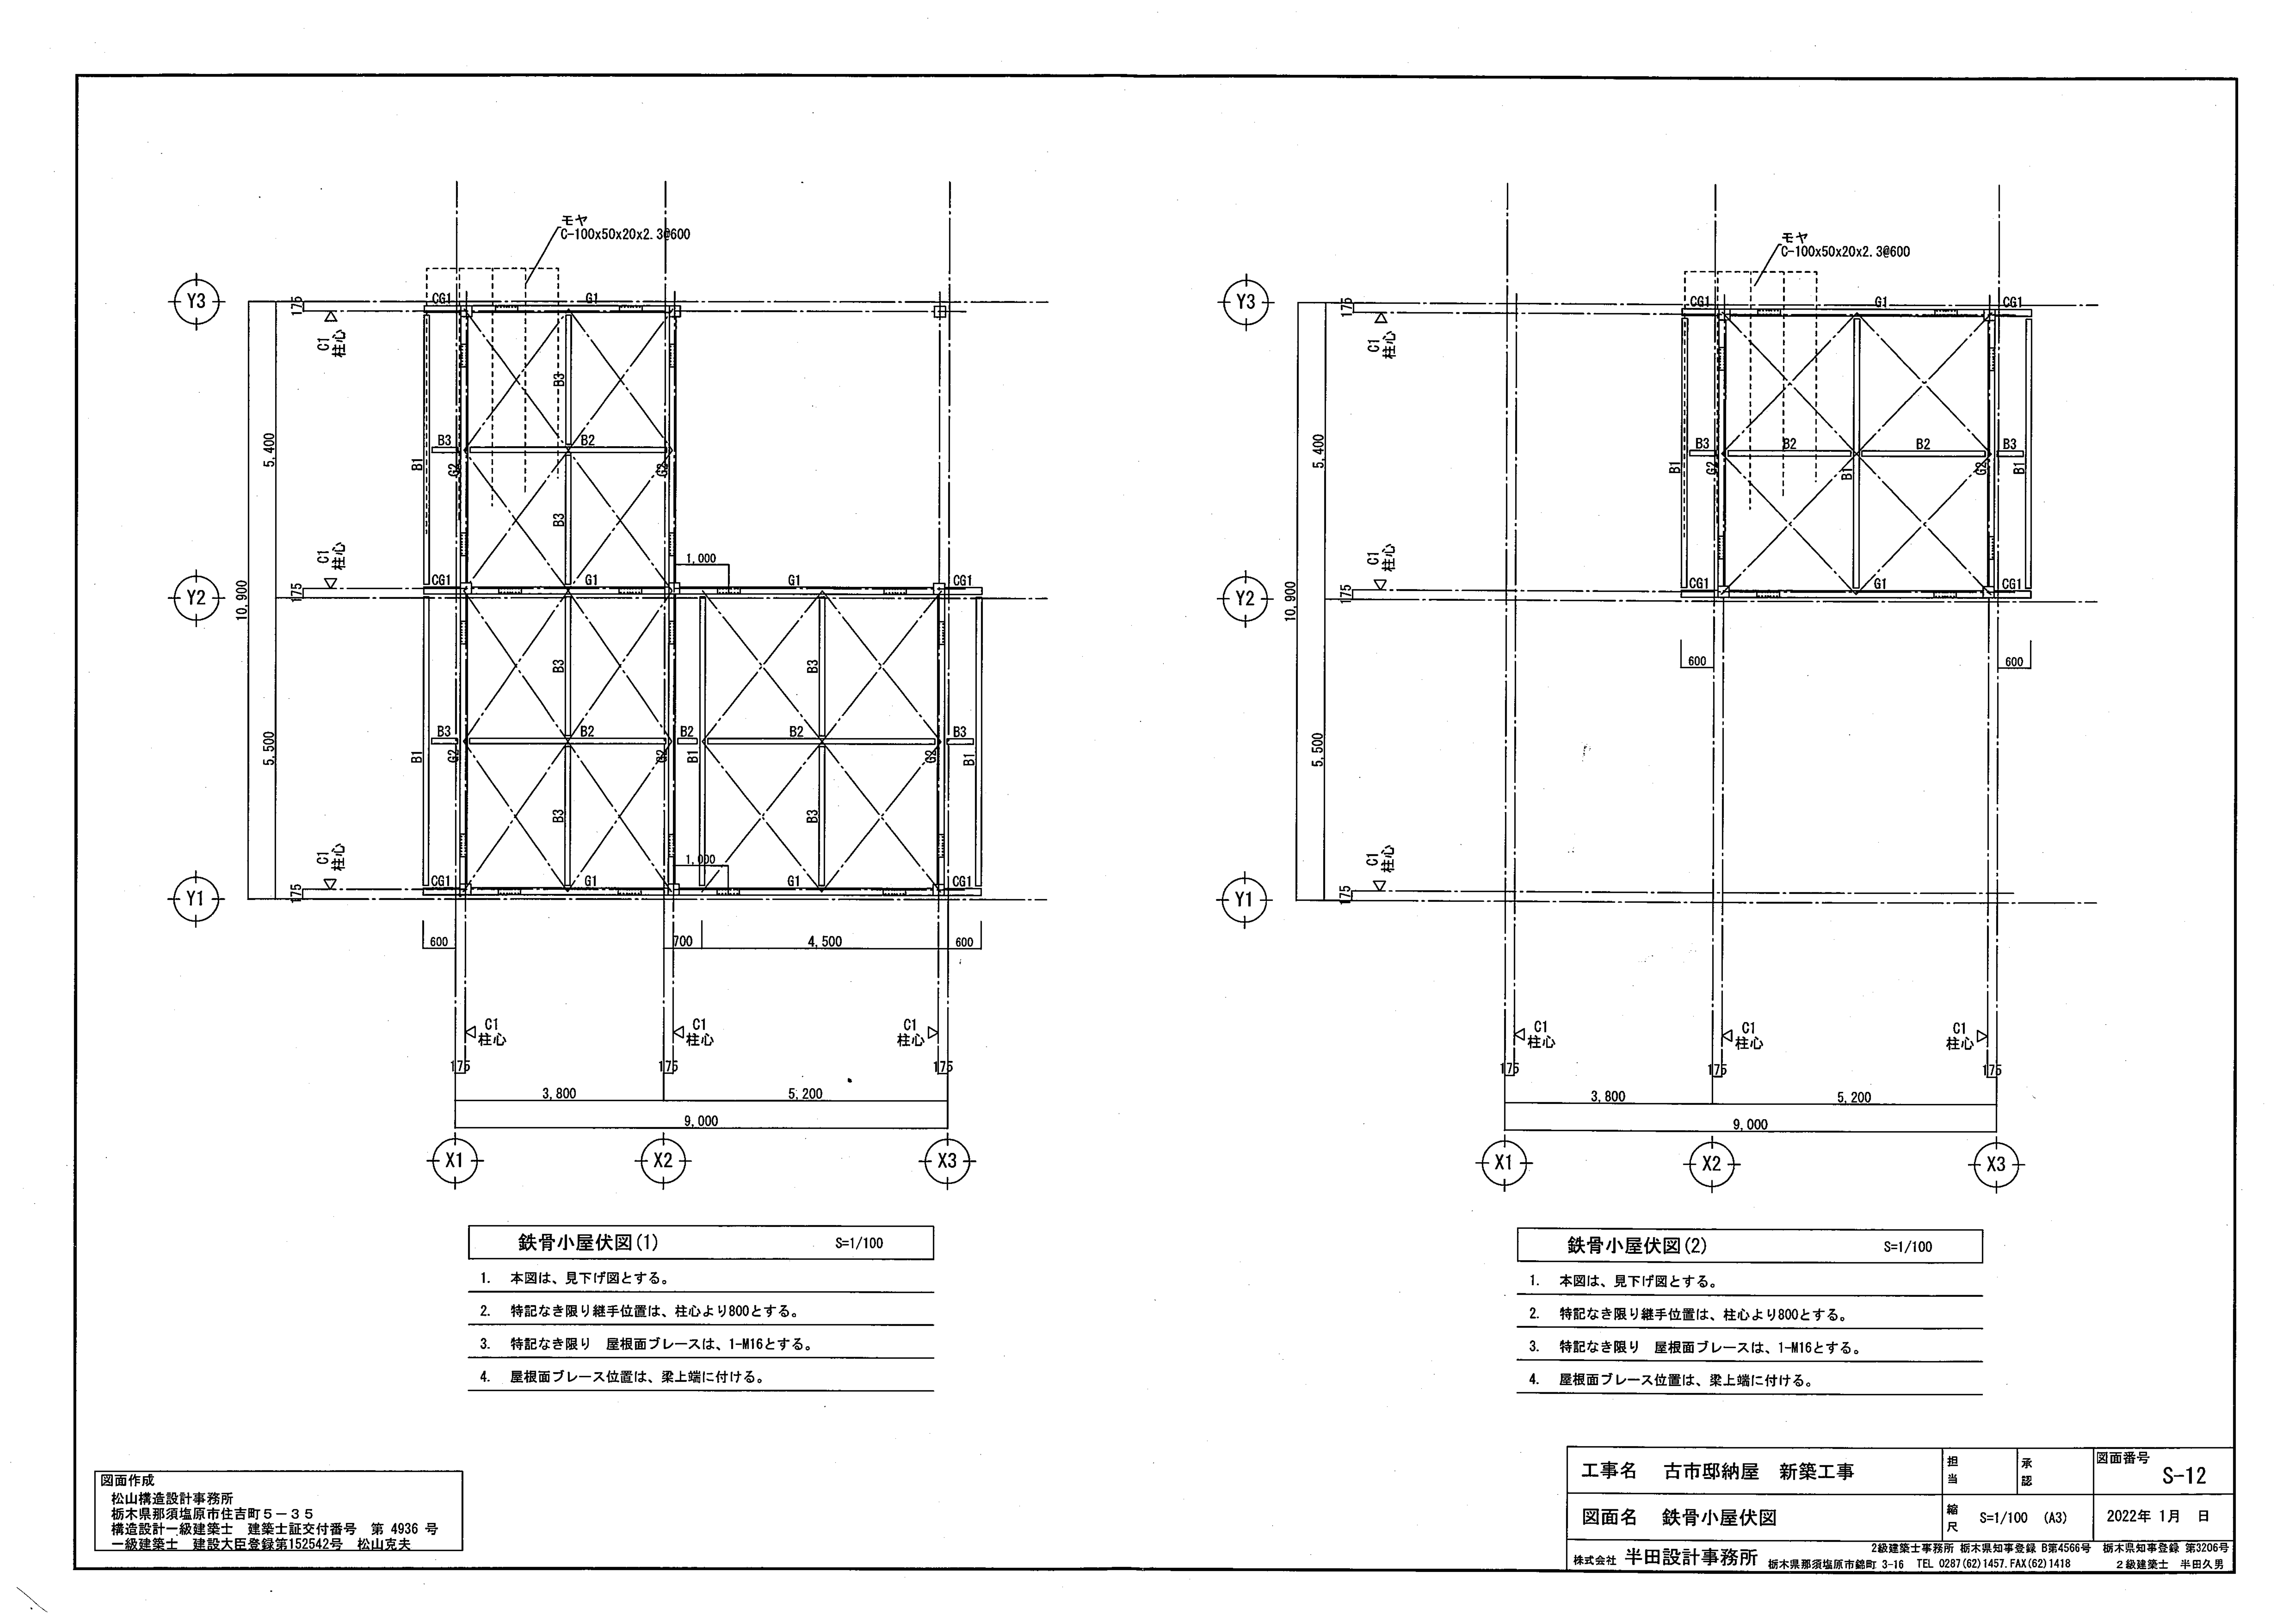 モヤ
C-100x50x20x2.3@600
Y3
175
CG1
G1
C1
柱心
B3
5,400
B3
B2
B1
G2
G2
B3
C1
柱心
1,000
CG1
G1
G1
CG1
Y2
175
10,900
B3
B3
B3
B2
B2
B2
B3
5,500
B1
G2
G2
B1
G2
B1
B3
B3
C1
柱心
1,000
CG1
G1
G1
CG1
Y1
175
600
700
4,500
600
C1
柱心
C1
柱心
C1
柱心
175
175
175
3,800
5,200
9,000
X1
X2
X3
鉄骨小屋伏図(1)
S=1/100
1. 本図は、見下げ図とする。
2. 特記なき限り継手位置は、柱心より800とする。
3. 特記なき限り 屋根面ブレースは、1-M16とする。
4. 屋根面ブレース位置は、梁上端に付ける。
モヤ
C-100x50x20x2.3@600
Y3
175
CG1
G1
CG1
C1
柱心
5,400
B3
B2
B2
B3
B1
G2
B1
G2
B1
C1
柱心
CG1
G1
CG1
Y2
175
10,900
600
600
5,500
C1
柱心
Y1
175
C1
柱心
C1
柱心
C1
柱心
175
175
175
3,800
5,200
9,000
X1
X2
X3
鉄骨小屋伏図(2)
S=1/100
1. 本図は、見下げ図とする。
2. 特記なき限り継手位置は、柱心より800とする。
3. 特記なき限り 屋根面ブレースは、1-M16とする。
4. 屋根面ブレース位置は、梁上端に付ける。
図面作成
松山構造設計事務所
栃木県那須塩原市住吉町5-35
構造設計一級建築士 建築士証交付番号 第 4936 号
一級建築士 建設大臣登録第152542号 松山克夫
工事名 古市邸納屋 新築工事
担当
承認
図面番号
S-12
図面名 鉄骨小屋伏図
縮尺
S=1/100 (A3)
2022年 1月 日
株式会社 半田設計事務所
2級建築士事務所 栃木県知事登録 B第4566号 栃木県知事登録 第3206号
栃木県那須塩原市錦町 3-16 TEL 0287(62)1457.FAX(62)1418
2級建築士 半田久男